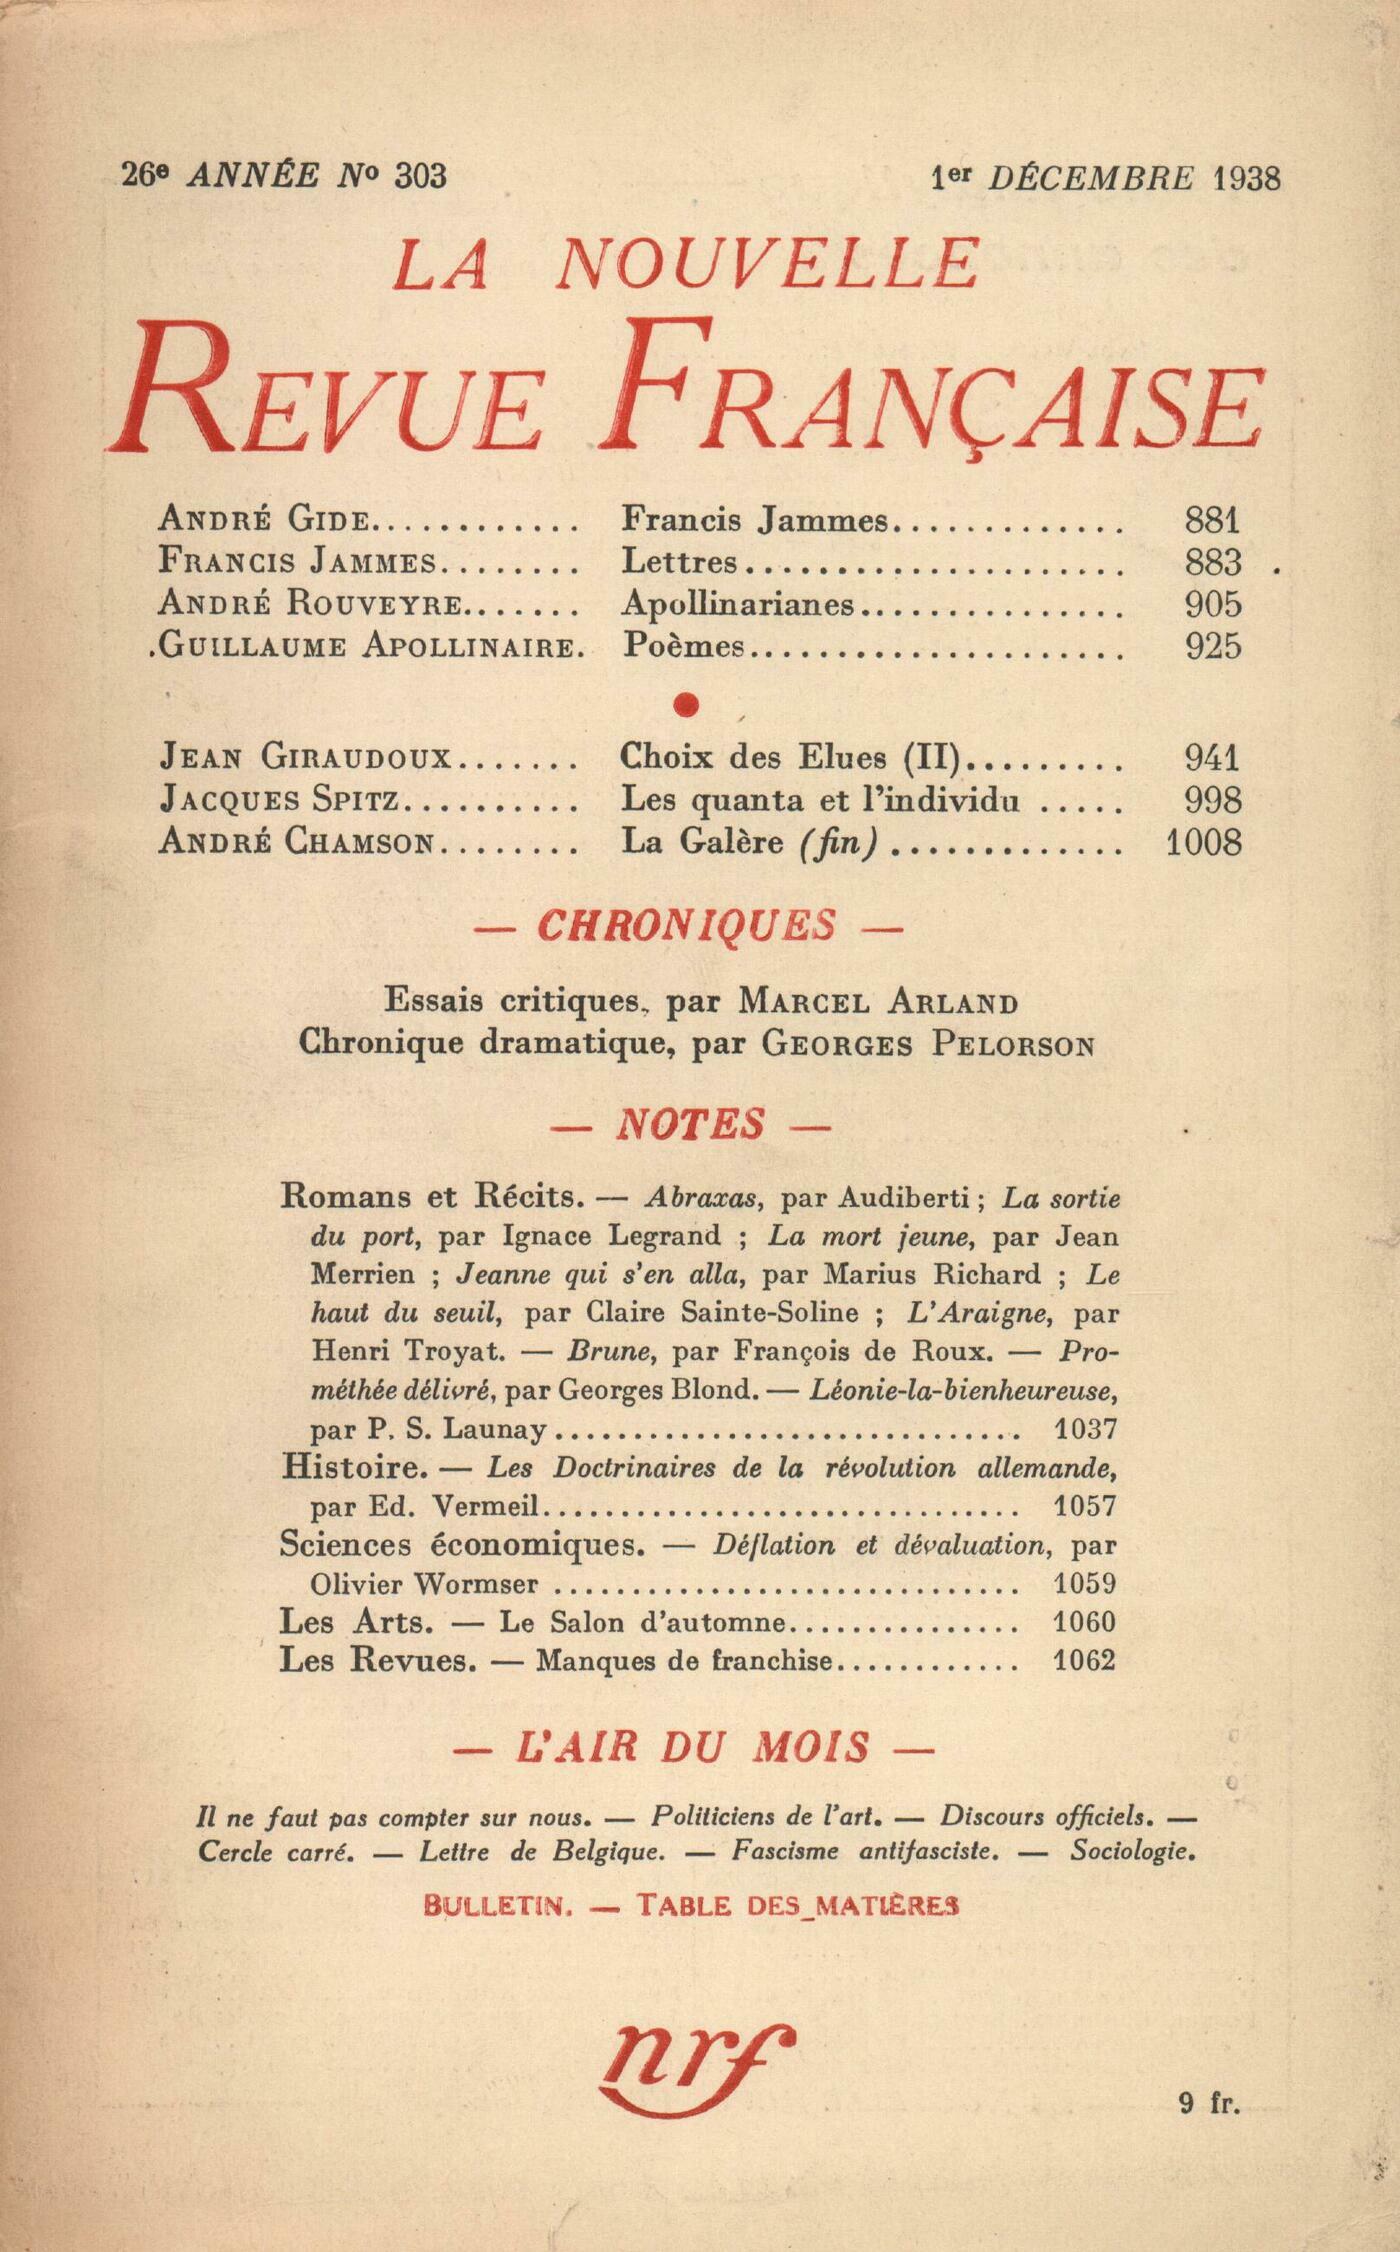 26e ANNÉE No 303 1er DÉCEMBRE 1938
LA NOUVELLE
REVUE FRANÇAISE
ANDRÉ GIDE............ Francis Jammes............. 881
FRANCIS JAMMES........ Lettres..................... 883
ANDRÉ ROUVEYRE....... Apollinarianes............... 905
GUILLAUME APOLLINAIRE. Poèmes..................... 925
JEAN GIRAUDOUX....... Choix des Elues (II)......... 941
JACQUES SPITZ.......... Les quanta et l'individu ..... 998
ANDRÉ CHAMSON........ La Galère (fin) ............. 1008
— CHRONIQUES —
Essais critiques, par MARCEL ARLAND
Chronique dramatique, par GEORGES PELORSON
— NOTES —
Romans et Récits. — Abraxas, par Audiberti ; La sortie
du port, par Ignace Legrand ; La mort jeune, par Jean
Merrien ; Jeanne qui s'en alla, par Marius Richard ; Le
haut du seuil, par Claire Sainte-Soline ; L'Araigne, par
Henri Troyat. — Brune, par François de Roux. — Pro-
méthée délivré, par Georges Blond. — Léonie-la-bienheureuse,
par P. S. Launay.............................. 1037
Histoire. — Les Doctrinaires de la révolution allemande,
par Ed. Vermeil............................... 1057
Sciences économiques. — Déflation et dévaluation, par
Olivier Wormser .............................. 1059
Les Arts. — Le Salon d'automne............... 1060
Les Revues. — Manques de franchise............ 1062
— L'AIR DU MOIS —
Il ne faut pas compter sur nous. — Politiciens de l'art. — Discours officiels. —
Cercle carré. — Lettre de Belgique. — Fascisme antifasciste. — Sociologie.
BULLETIN. — TABLE DES MATIÈRES
nrf
9 fr.